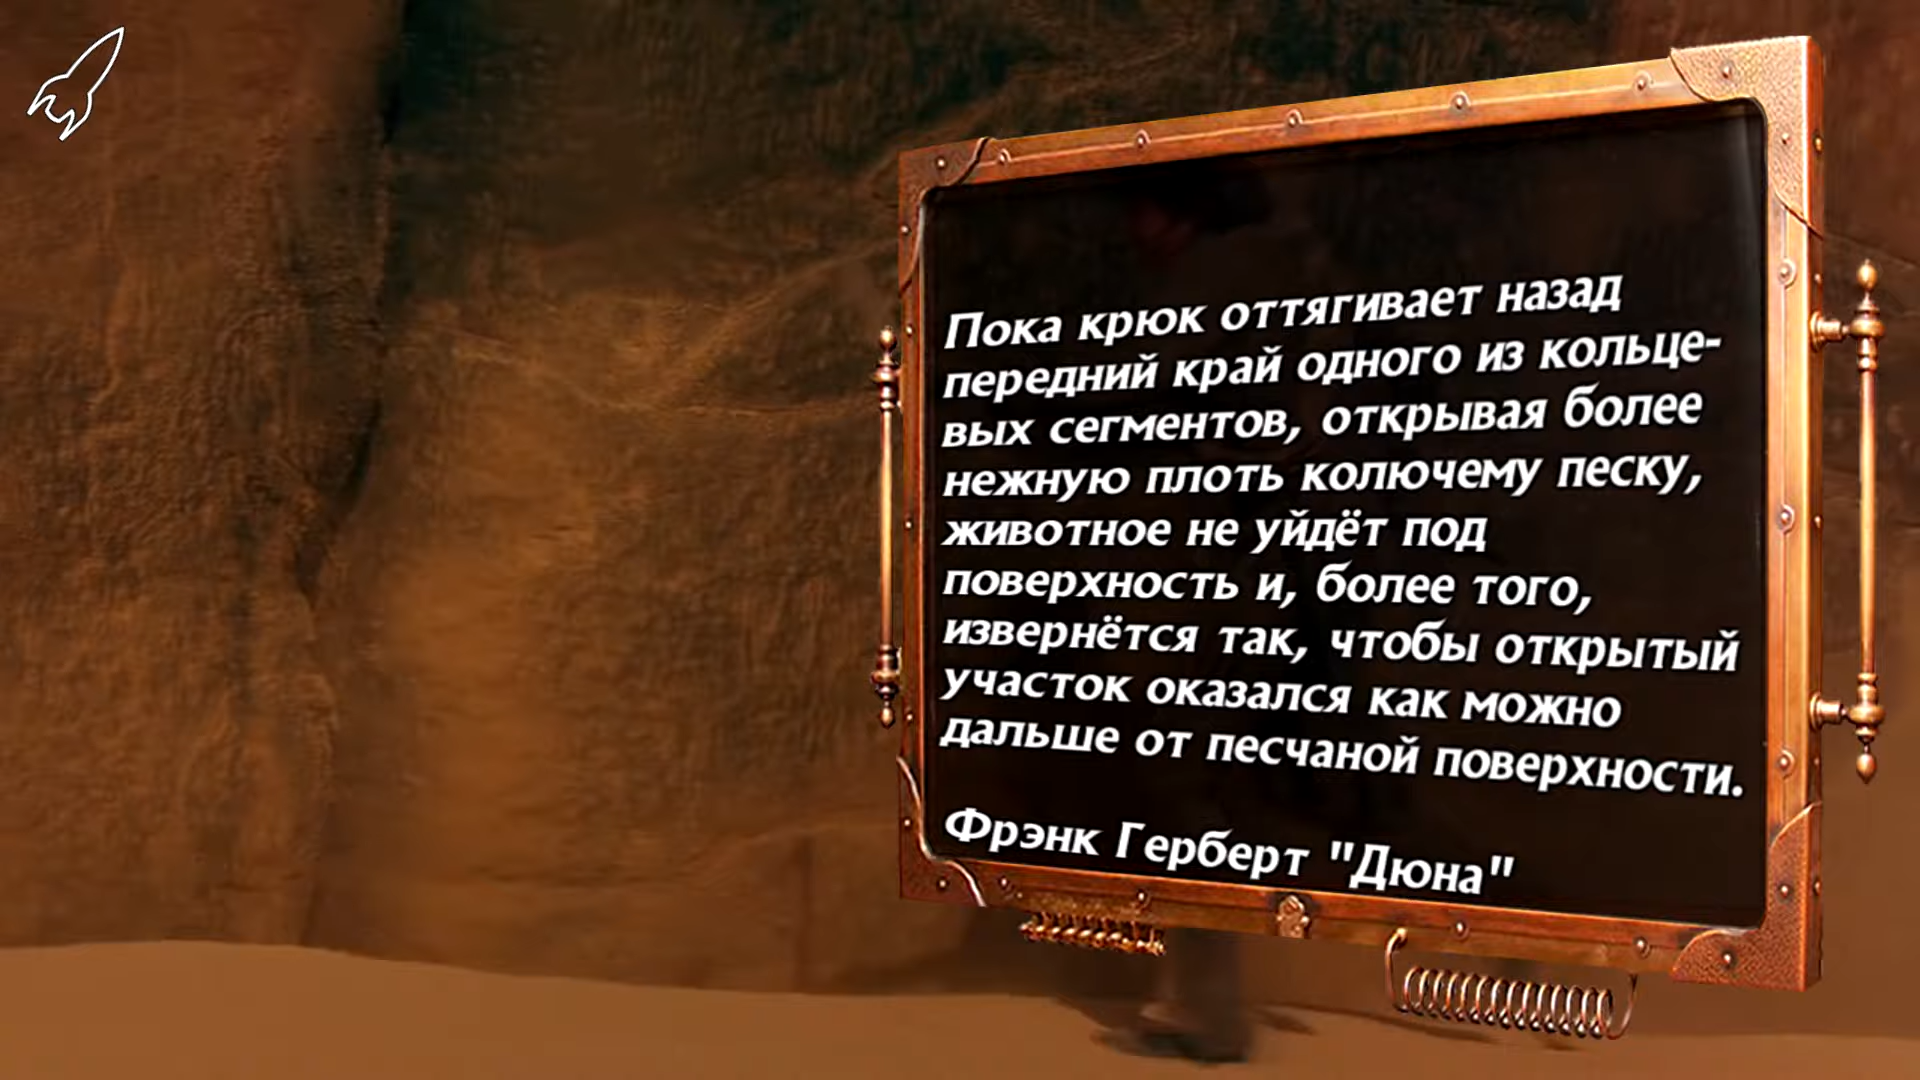 Пока крюк оттягивает назад
передний край одного из кольце-
вых сегментов, открывая более
нежную плоть колючему песку,
животное не уйдёт под
поверхность и, более того,
извернётся так, чтобы открытый
участок оказался как можно
дальше от песчаной поверхности.
Фрэнк Герберт "Дюна"